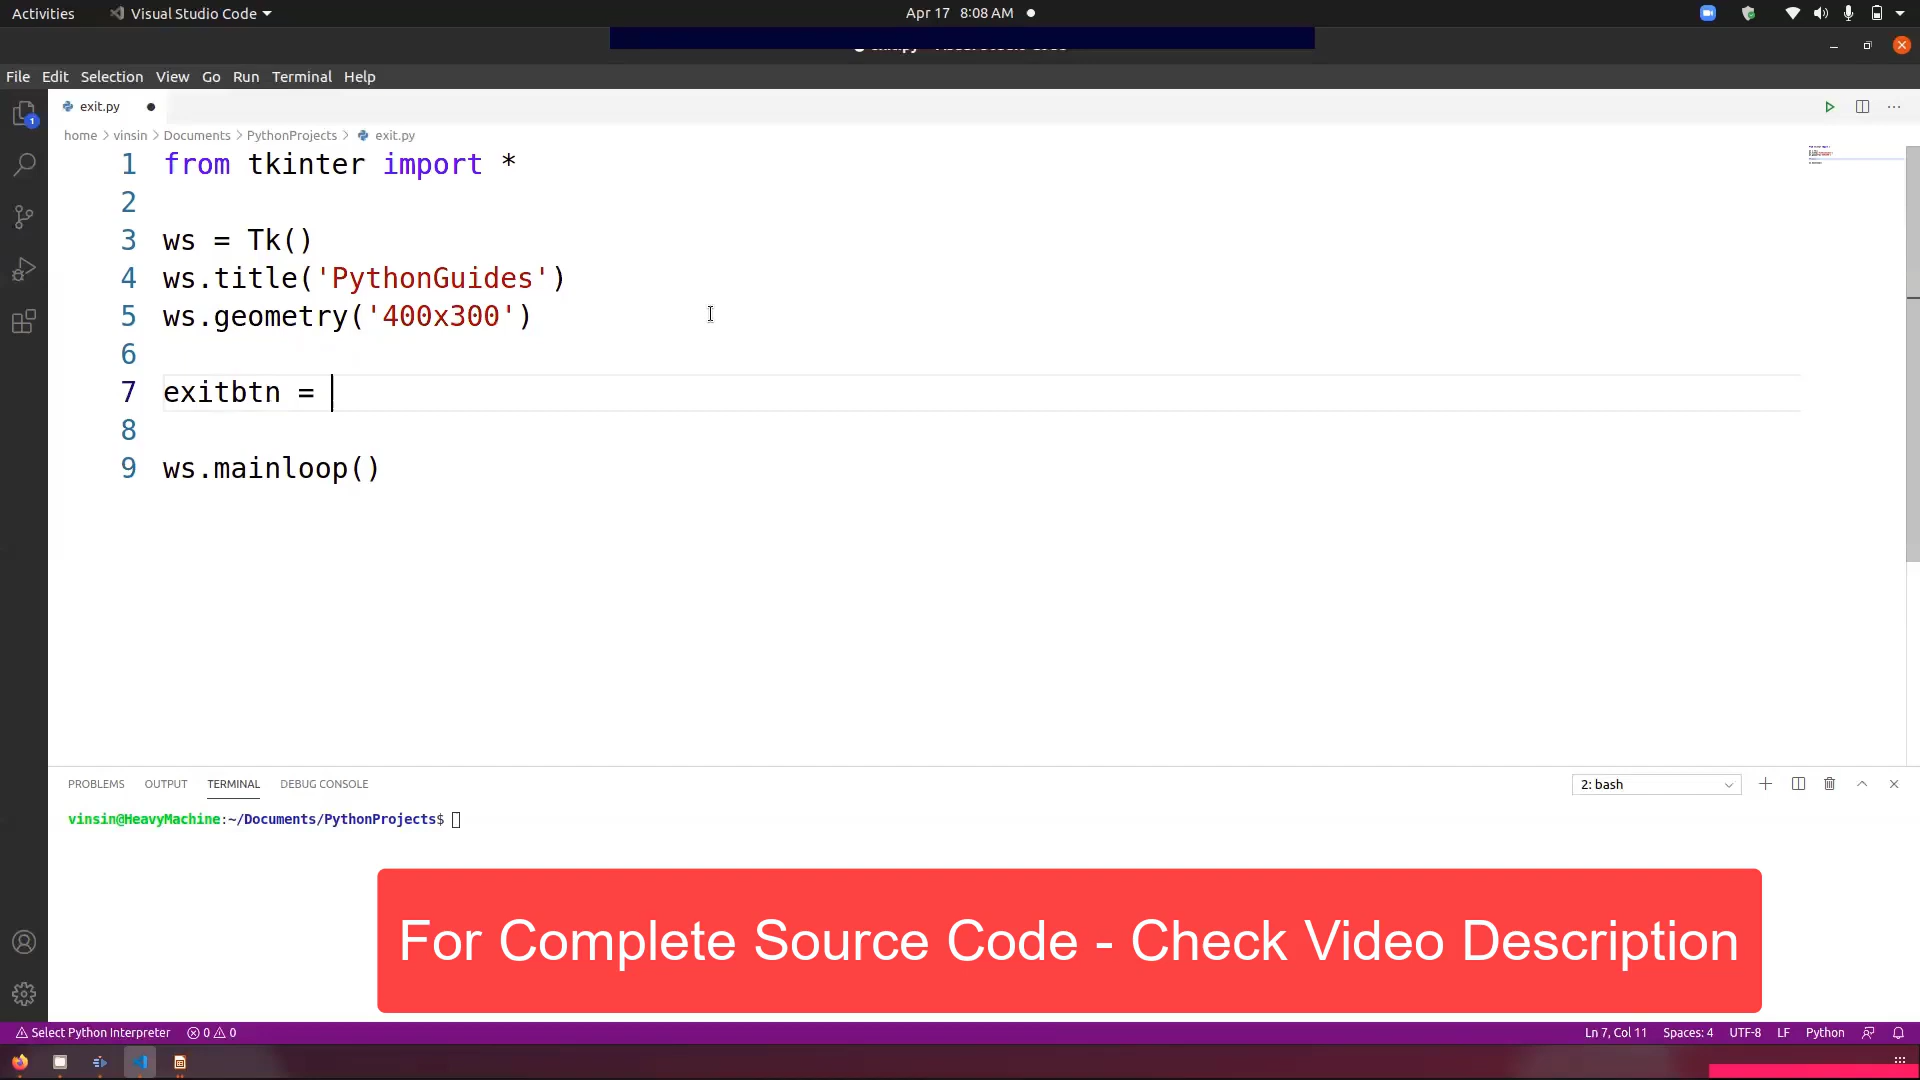 Activities Visual Studio Code Apr 17 8:08 AM
File Edit Selection View Go Run Terminal Help
exit.py
home > vinsin > Documents > PythonProjects > exit.py
1 from tkinter import *
2
3 ws = Tk()
4 ws.title('PythonGuides')
5 ws.geometry('400x300')
6
7 exitbtn =
8
9 ws.mainloop()
PROBLEMS OUTPUT TERMINAL DEBUG CONSOLE 2: bash
vinsin@HeavyMachine:~/Documents/PythonProjects$
For Complete Source Code - Check Video Description
Select Python Interpreter 0 0 Ln 7, Col 11 Spaces: 4 UTF-8 LF Python